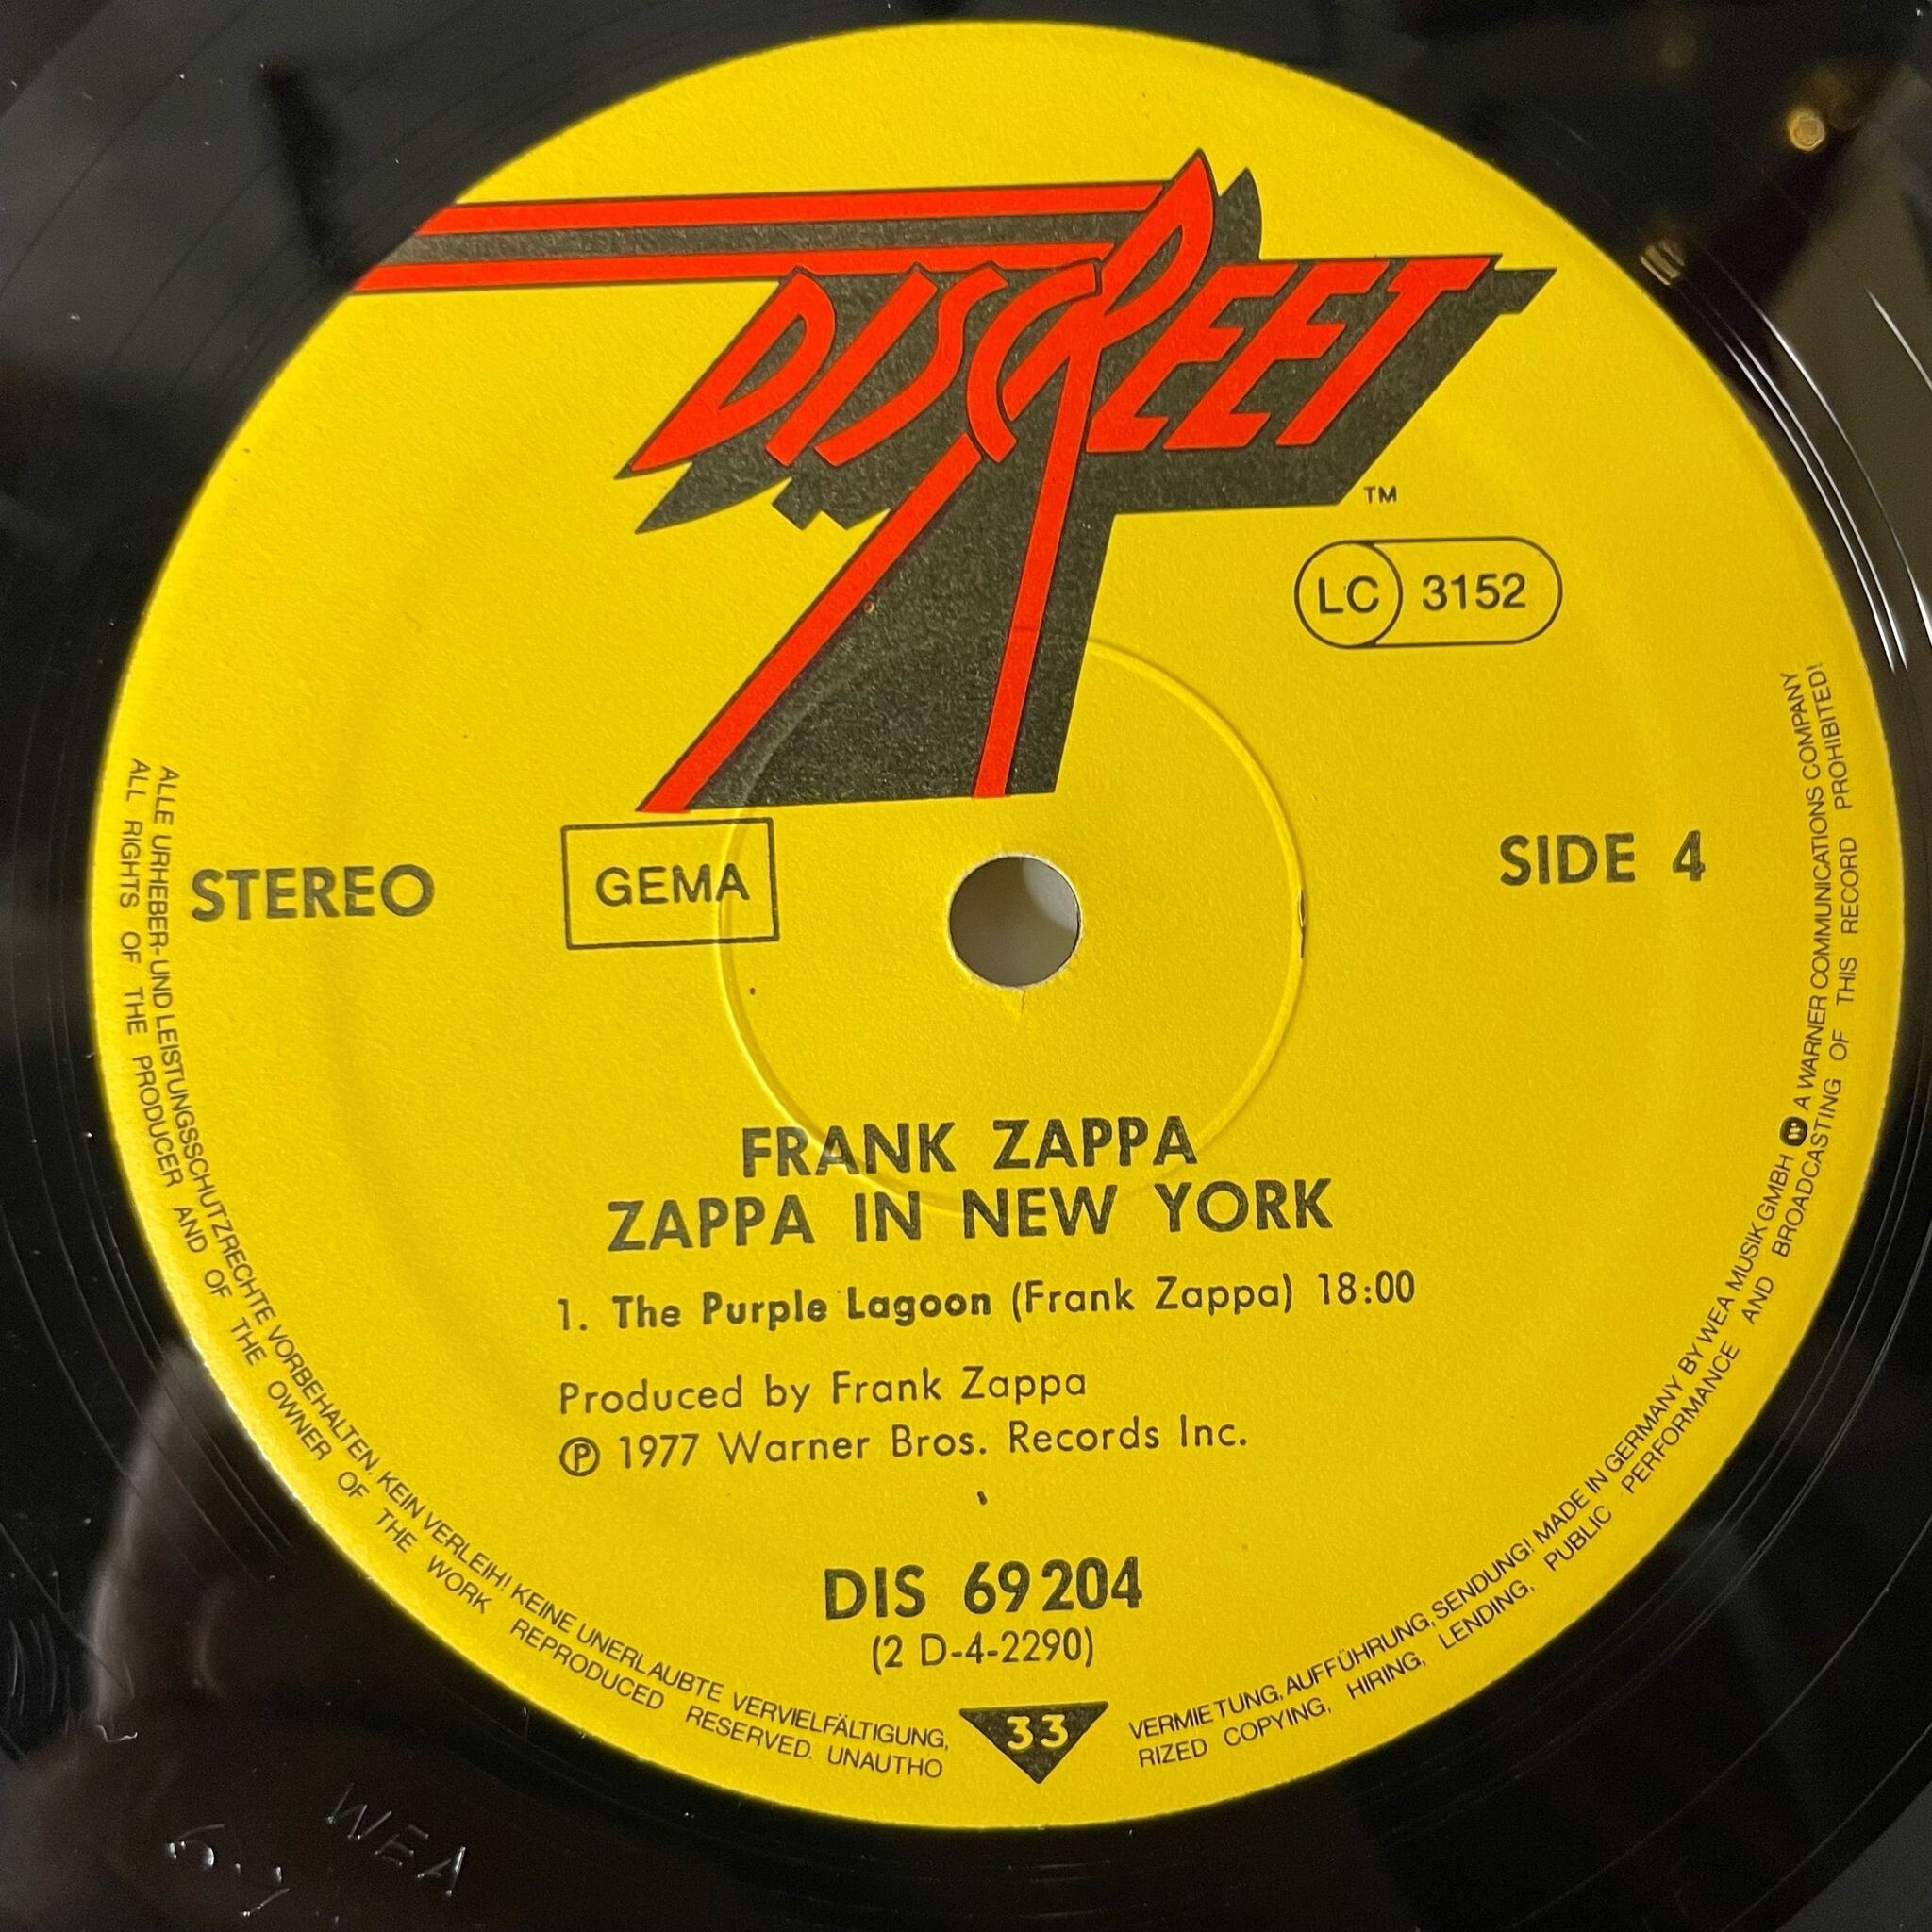 DISCREET
TM
LC 3152
STEREO
GEMA
SIDE 4
FRANK ZAPPA
ZAPPA IN NEW YORK
1. The Purple Lagoon (Frank Zappa) 18:00
Produced by Frank Zappa
Ⓟ 1977 Warner Bros. Records Inc.
DIS 69204
(2 D-4-2290)
33
ALLE URHEBER- UND LEISTUNGSSCHUTZRECHTE VORBEHALTEN. KEIN VERLEIH! KEINE UNERLAUBTE VERVIELFÄLTIGUNG, VERMIETUNG, AUFFÜHRUNG, SENDUNG! MADE IN GERMANY BY WEA MUSIK GMBH A WARNER COMMUNICATIONS COMPANY
ALL RIGHTS OF THE PRODUCER AND OF THE OWNER OF THE WORK REPRODUCED RESERVED. UNAUTHORIZED COPYING, HIRING, LENDING, PUBLIC PERFORMANCE AND BROADCASTING OF THIS RECORD PROHIBITED!
WEA